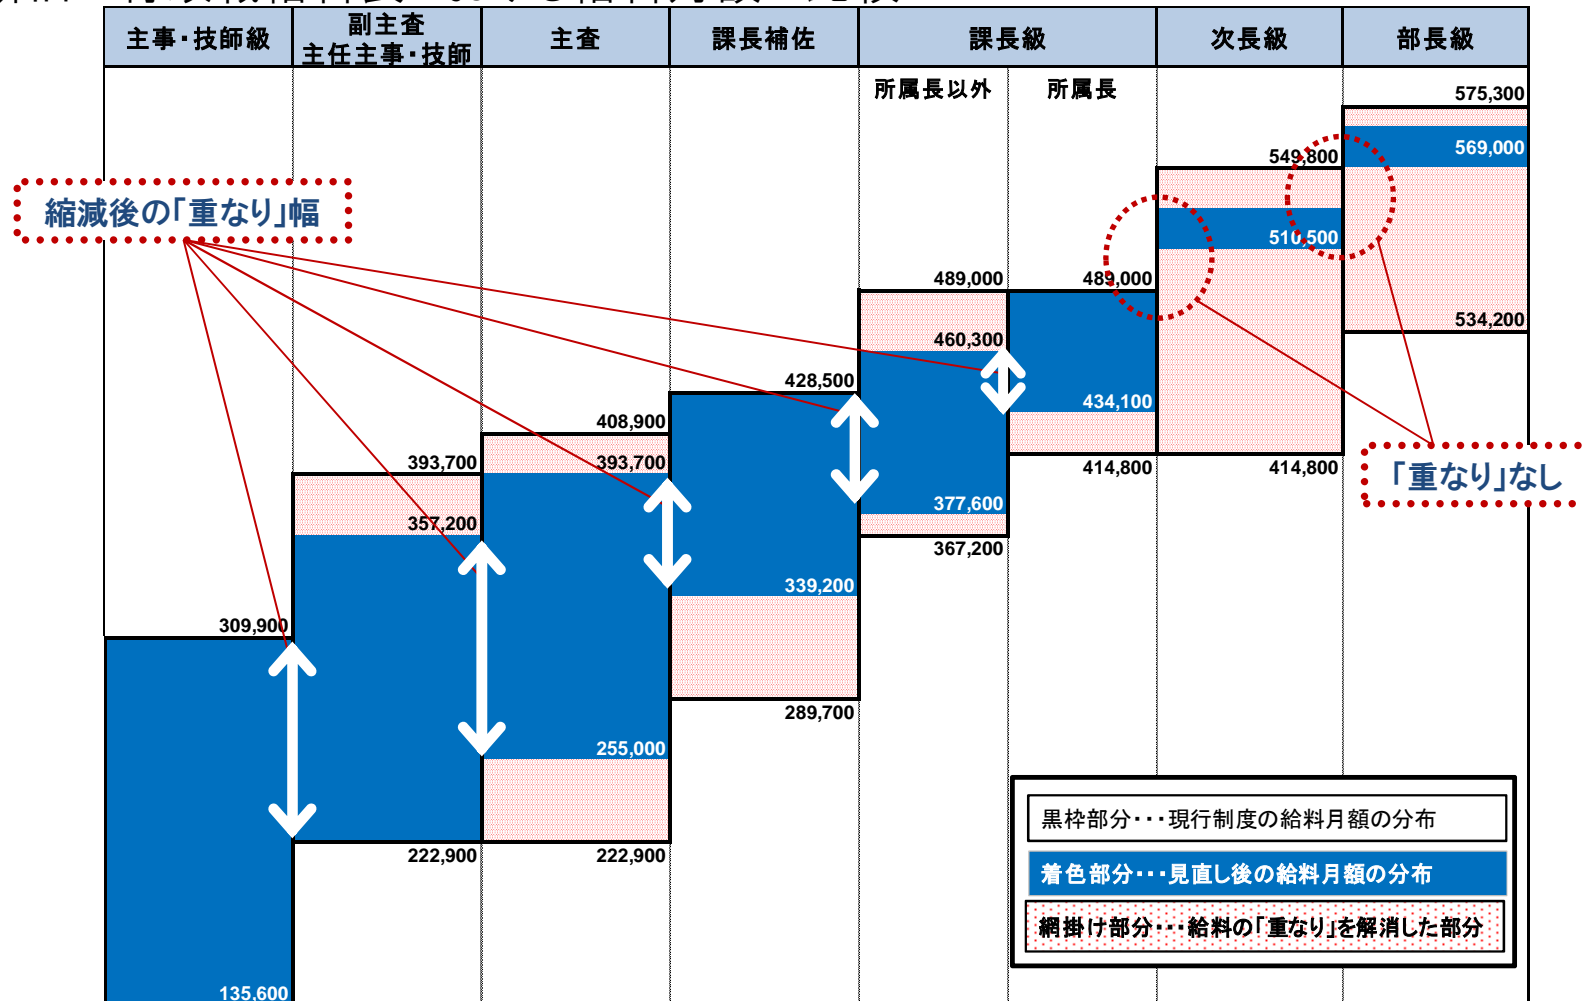 主事・技師級
副主査
主任主事・技師
主査
課長補佐
課長級
次長級
部長級
所属長以外
所属長
575,300
569,000
549,800
縮減後の「重なり」幅
510,500
489,000
489,000
534,200
460,300
428,500
434,100
408,900
393,700
393,700
414,800
414,800
「重なり」なし
377,600
357,200
367,200
339,200
309,900
289,700
255,000
222,900
222,900
135,600
黒枠部分・・・現行制度の給料月額の分布
着色部分・・・見直し後の給料月額の分布
網掛け部分・・・給料の「重なり」を解消した部分